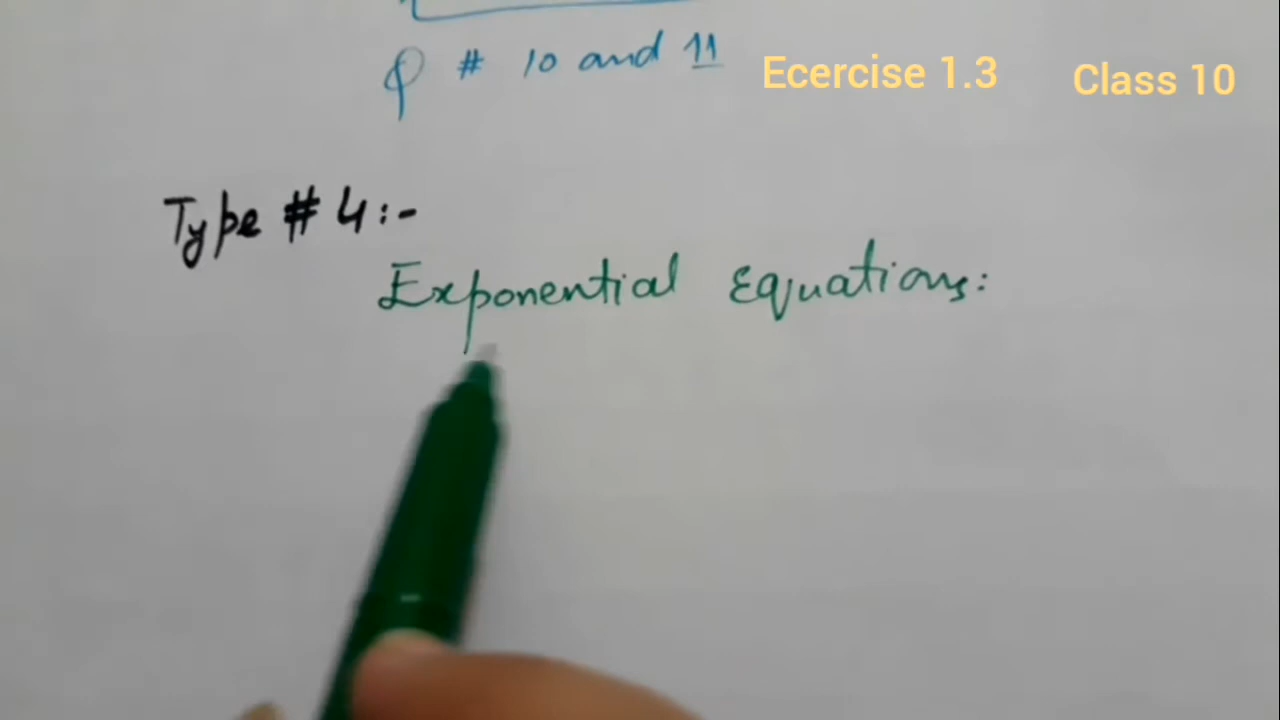 Q # 10 and 11
Ecercise 1.3
Class 10
Type # 4:-
Exponential Equations: